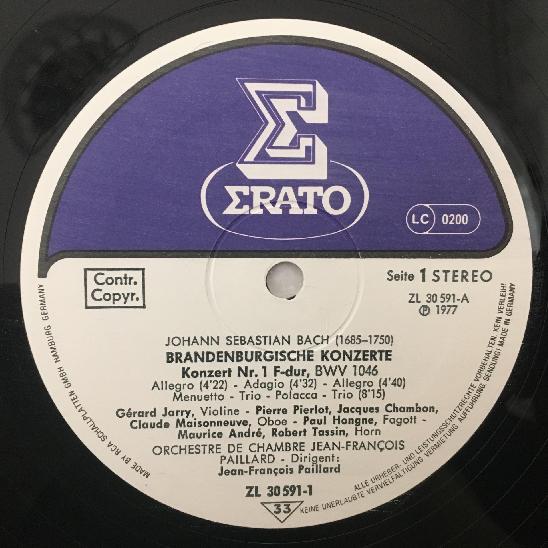 ΣRATO
LC 0200
Contr.
Copyr.
Seite 1 STEREO
ZL 30 591-A
℗ 1977
JOHANN SEBASTIAN BACH (1685–1750)
BRANDENBURGISCHE KONZERTE
Konzert Nr. 1 F-dur, BWV 1046
Allegro (4'22) - Adagio (4'32) - Allegro (4'40)
Menuetto - Trio - Polacca - Trio (8'15)
Gérard Jarry, Violine - Pierre Pierlot, Jacques Chambon,
Claude Maisonneuve, Oboe - Paul Hongne, Fagott -
Maurice André, Robert Tassin, Horn
ORCHESTRE DE CHAMBRE JEAN-FRANÇOIS
PAILLARD - Dirigent:
Jean-François Paillard
ZL 30591-1
33
MADE BY RCA SCHALLPLATTEN GMBH HAMBURG GERMANY
ALLE URHEBER- UND LEISTUNGSSCHUTZRECHTE VORBEHALTEN. KEIN VERLEIH!
KEINE UNERLAUBTE VERVIELFÄLTIGUNG, VERMIETUNG, AUFFÜHRUNG, SENDUNG! MADE IN GERMANY